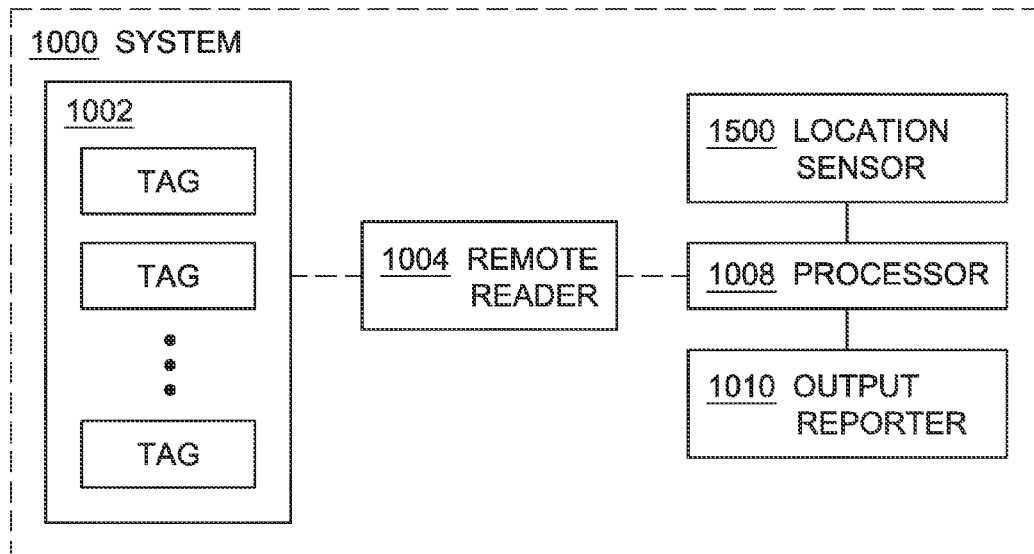 1000 SYSTEM
1002
TAG
TAG
TAG
1004 REMOTE
READER
1500 LOCATION
SENSOR
1008 PROCESSOR
1010 OUTPUT
REPORTER